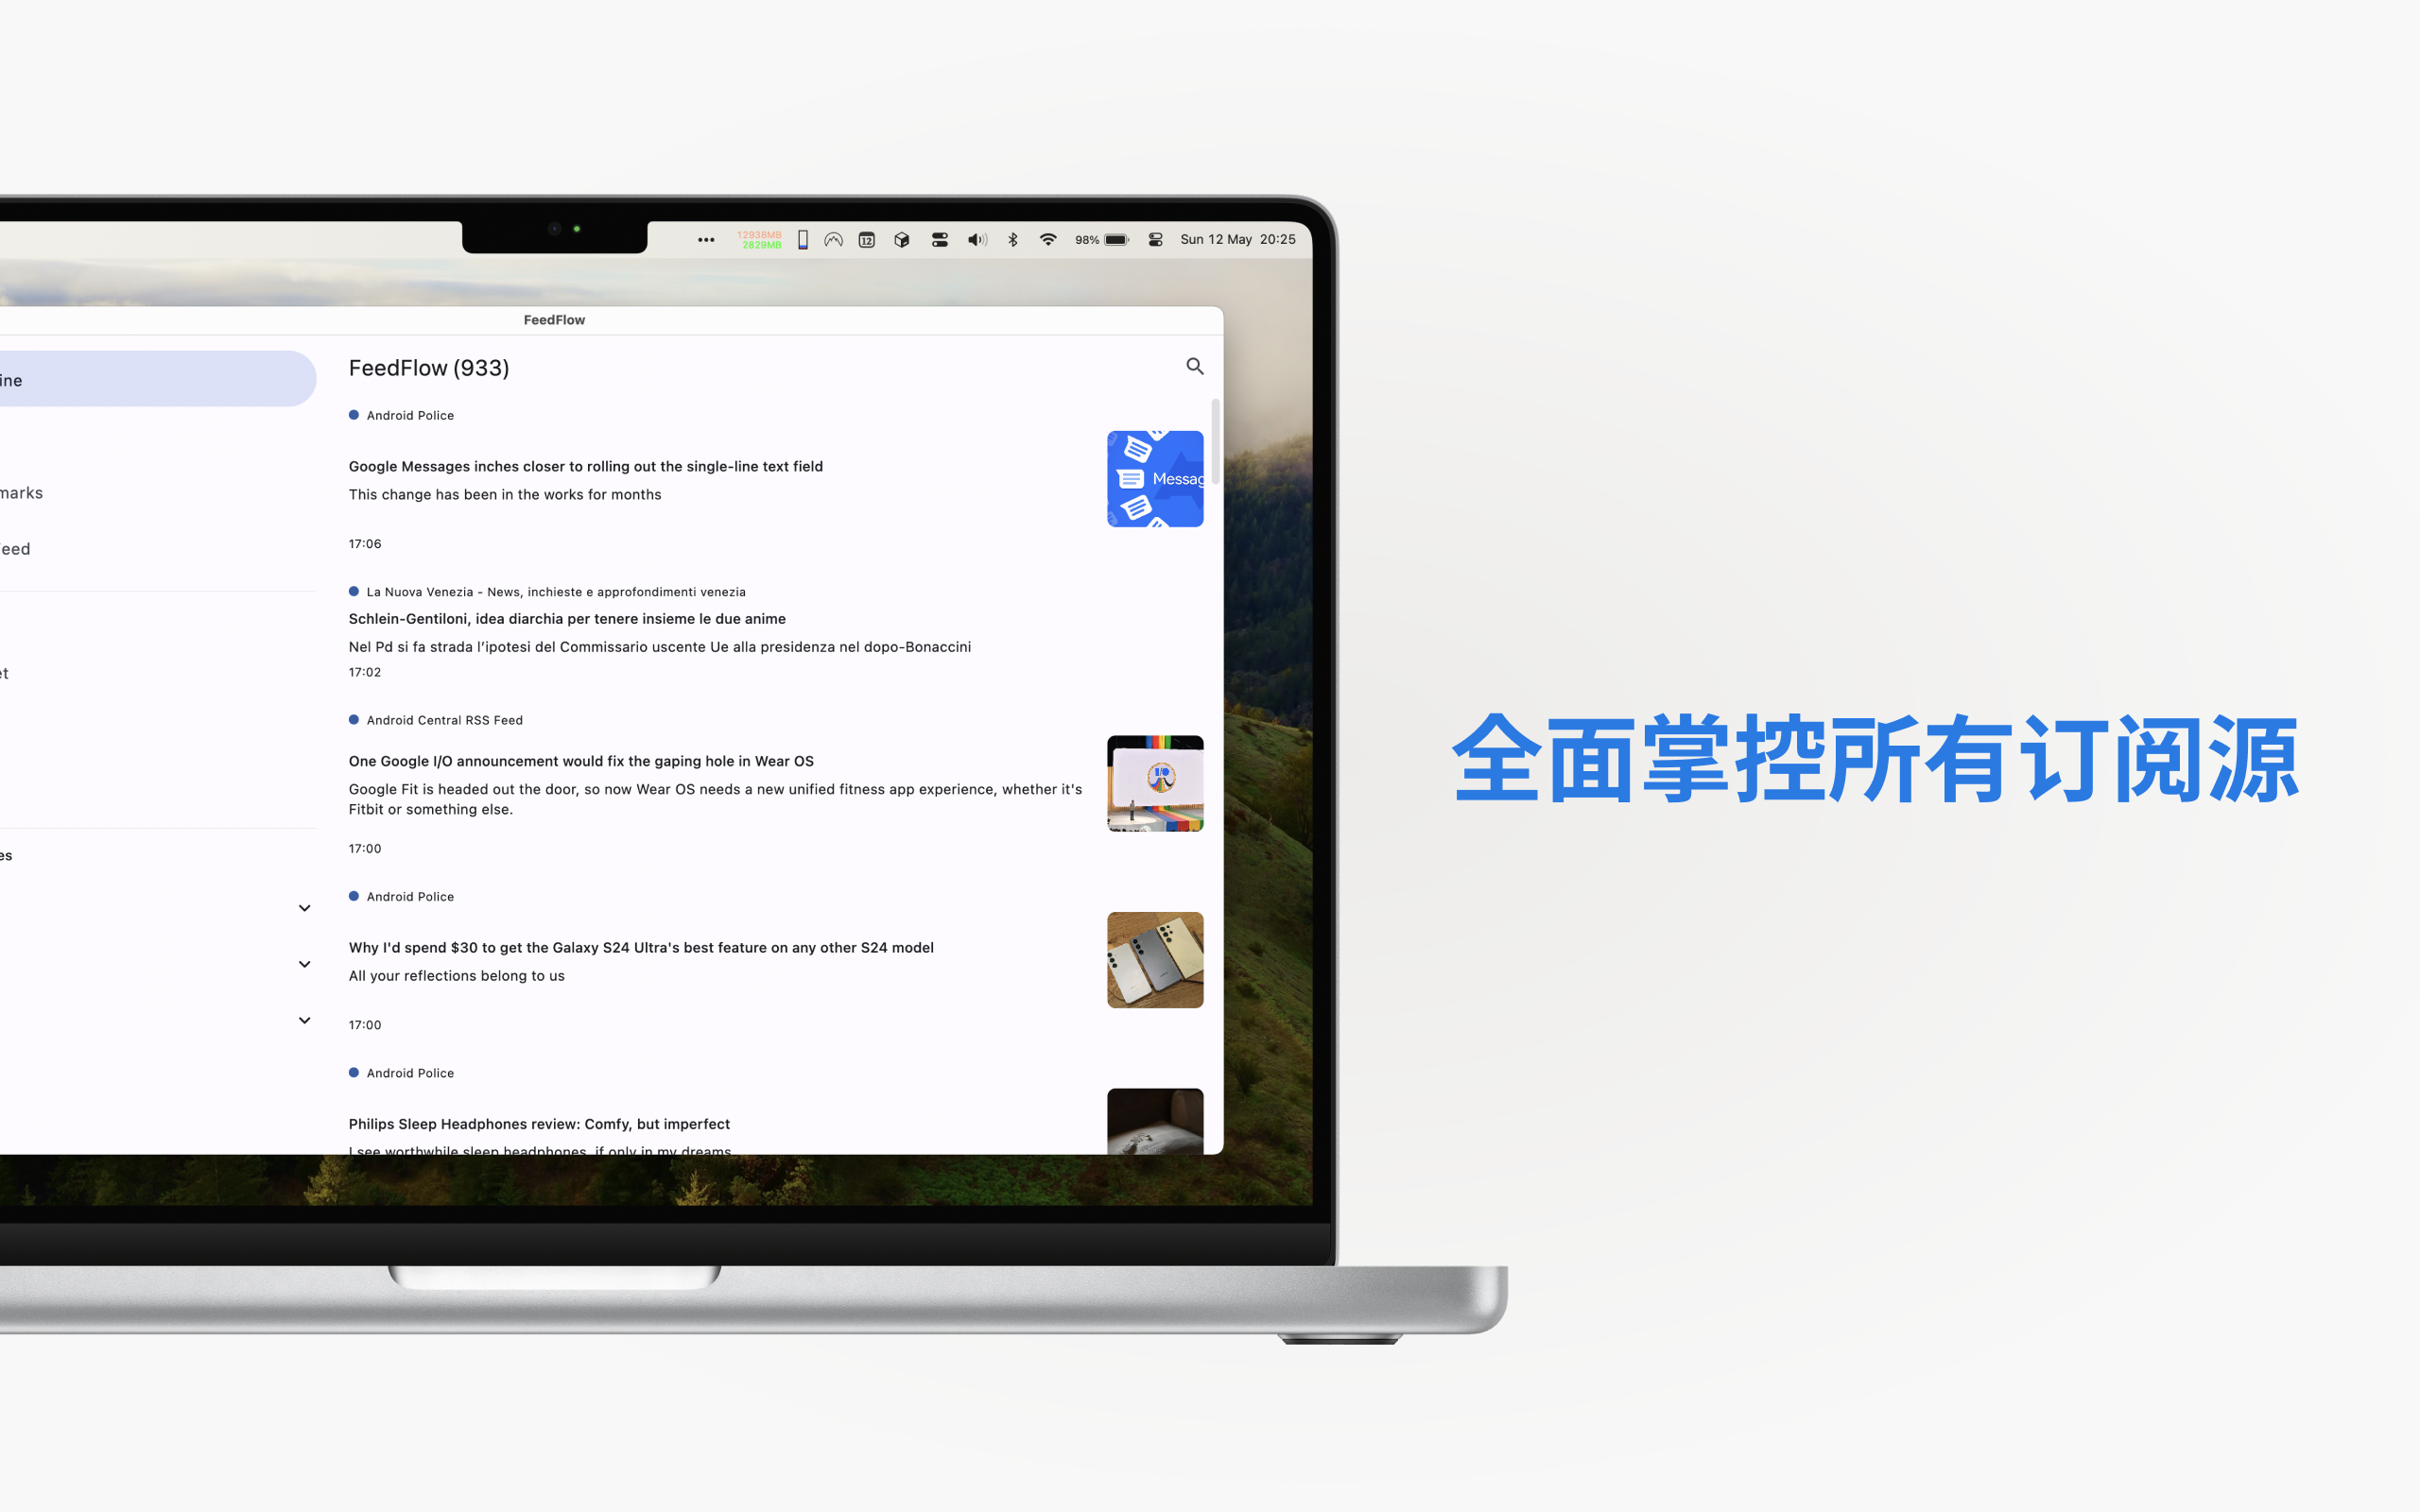 12938MB
2829MB
12
98%
Sun 12 May 20:25
FeedFlow
ine
marks
eed
et
es
FeedFlow (933)
Android Police
Google Messages inches closer to rolling out the single-line text field
This change has been in the works for months
17:06
Messag
La Nuova Venezia - News, inchieste e approfondimenti venezia
Schlein-Gentiloni, idea diarchia per tenere insieme le due anime
Nel Pd si fa strada l'ipotesi del Commissario uscente Ue alla presidenza nel dopo-Bonaccini
17:02
Android Central RSS Feed
One Google I/O announcement would fix the gaping hole in Wear OS
Google Fit is headed out the door, so now Wear OS needs a new unified fitness app experience, whether it's
Fitbit or something else.
17:00
I/O
Android Police
Why I'd spend $30 to get the Galaxy S24 Ultra's best feature on any other S24 model
All your reflections belong to us
17:00
Android Police
Philips Sleep Headphones review: Comfy, but imperfect
I see worthwhile sleep headphones, if only in my dreams
全面掌控所有订阅源